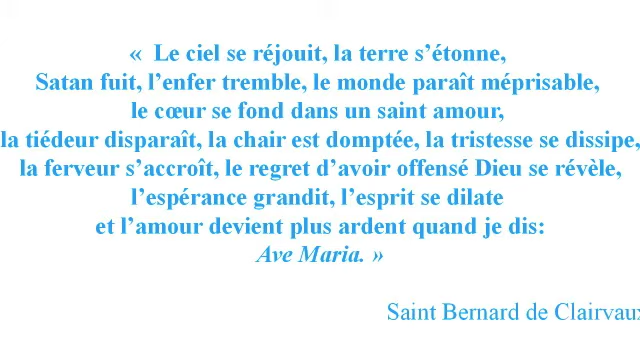 «  Le ciel se réjouit, la terre s’étonne,
Satan fuit, l’enfer tremble, le monde paraît méprisable,
le cœur se fond dans un saint amour,
la tiédeur disparaît, la chair est domptée, la tristesse se dissipe,
la ferveur s’accroît, le regret d’avoir offensé Dieu se révèle,
l’espérance grandit, l’esprit se dilate
et l’amour devient plus ardent quand je dis:
Ave Maria. »
Saint Bernard de Clairvaux